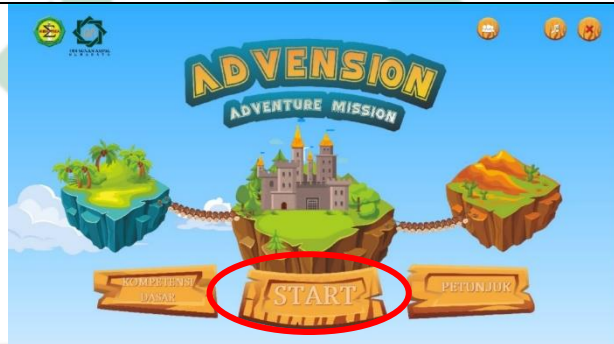 ADVENSION
ADVENTURE MISSION
KOMPETENSI
DASAR
START
PETUNJUK